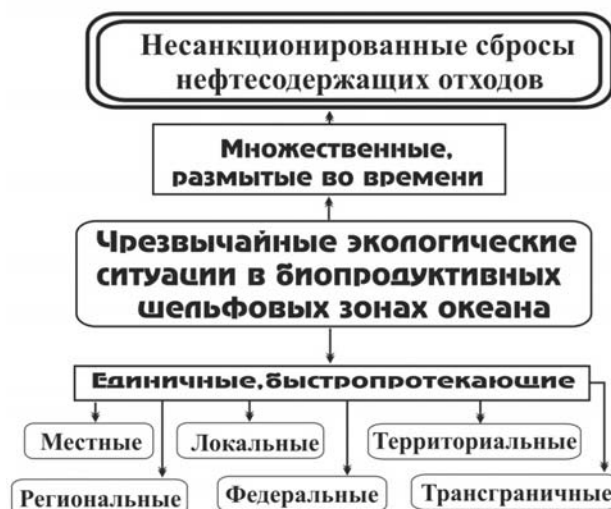 Несанкционированные сбросы
нефтесодержащих отходов
Множественные,
размытые во времени
Чрезвычайные экологические
ситуации в биопродуктивных
шельфовых зонах океана
Единичные,быстропротекающие
Местные
Локальные
Территориальные
Региональные
Федеральные
Трансграничные